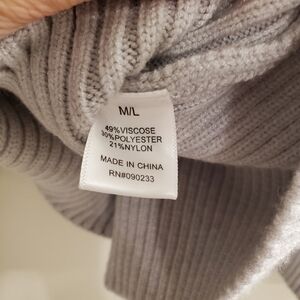 M/L
49%VISCOSE
30%POLYESTER
21%NYLON
MADE IN CHINA
RN#090233